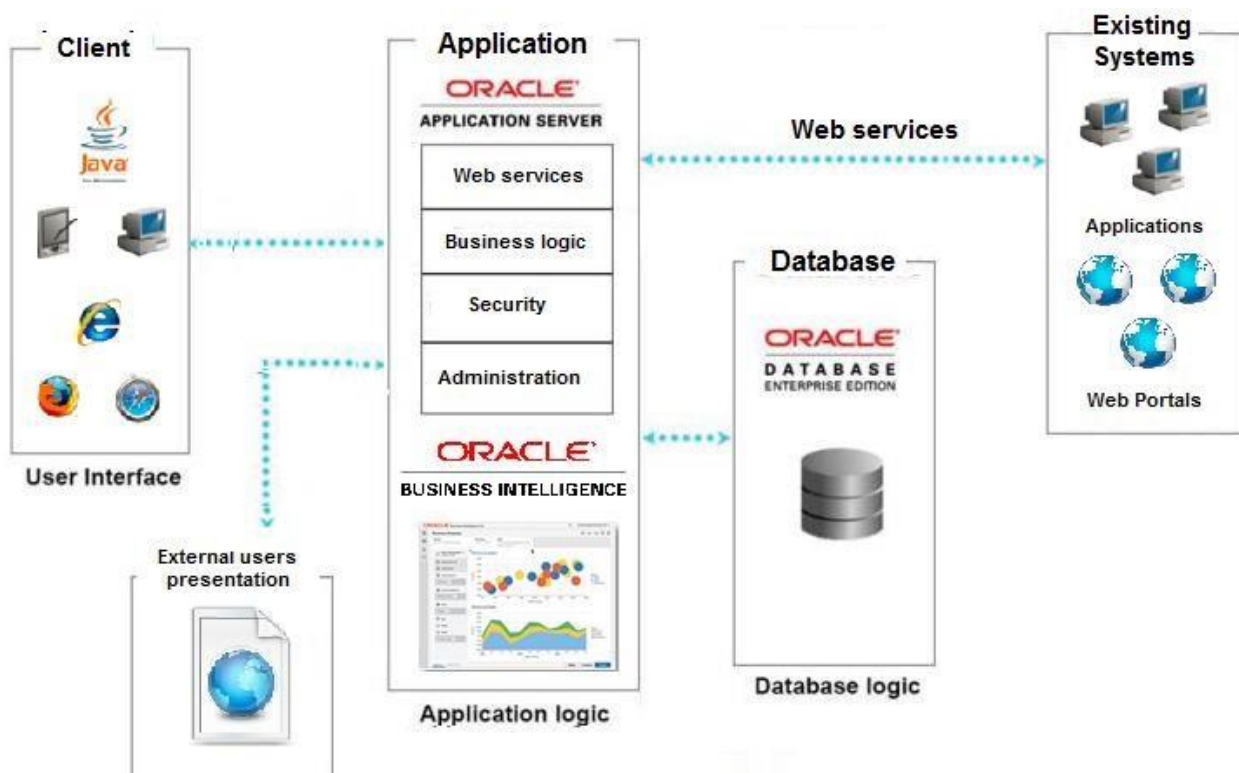 Client
Java
User Interface
External users
presentation
Application
ORACLE
APPLICATION SERVER
Web services
Business logic
Security
Administration
ORACLE
BUSINESS INTELLIGENCE
Application logic
Web services
Database
ORACLE
DATABASE
ENTERPRISE EDITION
Database logic
Existing
Systems
Applications
Web Portals